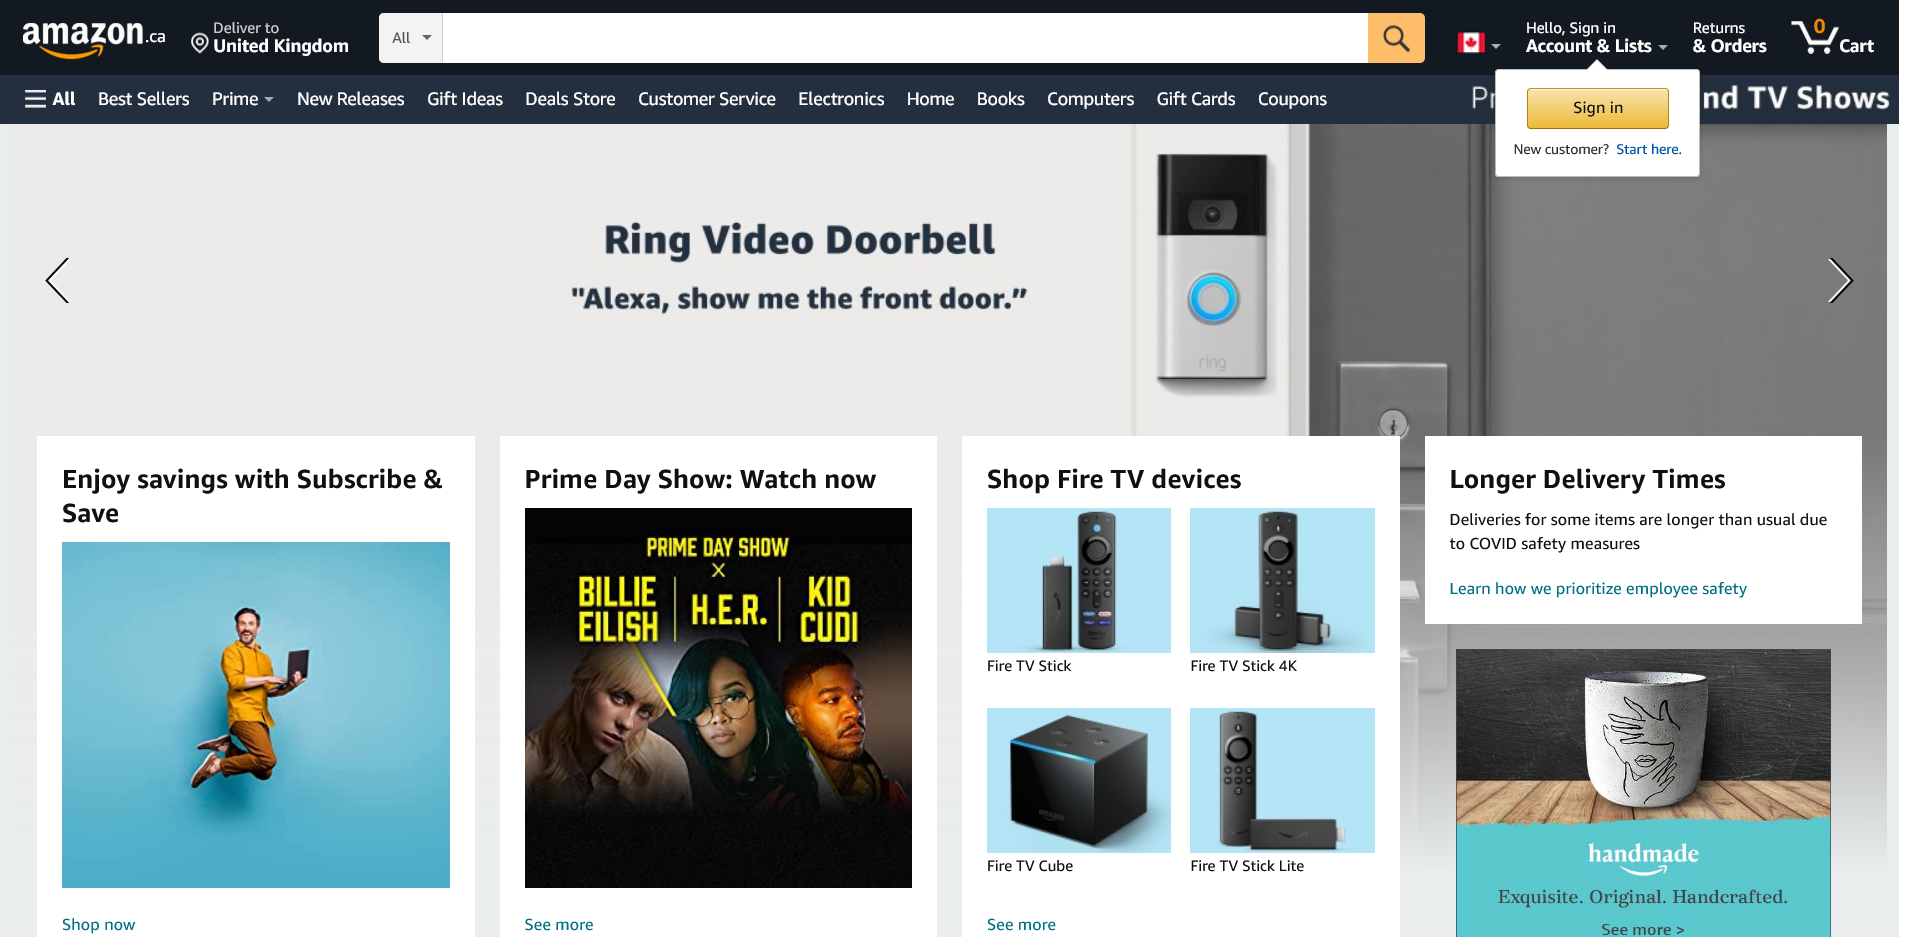 amazon.ca
Deliver to
United Kingdom
All
Hello, Sign in
Account & Lists
Returns
& Orders
0
Cart
All
Best Sellers
Prime
New Releases
Gift Ideas
Deals Store
Customer Service
Electronics
Home
Books
Computers
Gift Cards
Coupons
TV Shows
Sign in
New customer? Start here.
Ring Video Doorbell
"Alexa, show me the front door.”
ring
Enjoy savings with Subscribe &
Save
Shop now
Prime Day Show: Watch now
PRIME DAY SHOW
X
BILLIE
EILISH
H.E.R.
KID
CUDI
See more
Shop Fire TV devices
Fire TV Stick
Fire TV Stick 4K
amazon
Fire TV Cube
Fire TV Stick Lite
See more
Longer Delivery Times
Deliveries for some items are longer than usual due
to COVID safety measures
Learn how we prioritize employee safety
handmade
Exquisite. Original. Handcrafted.
See more >